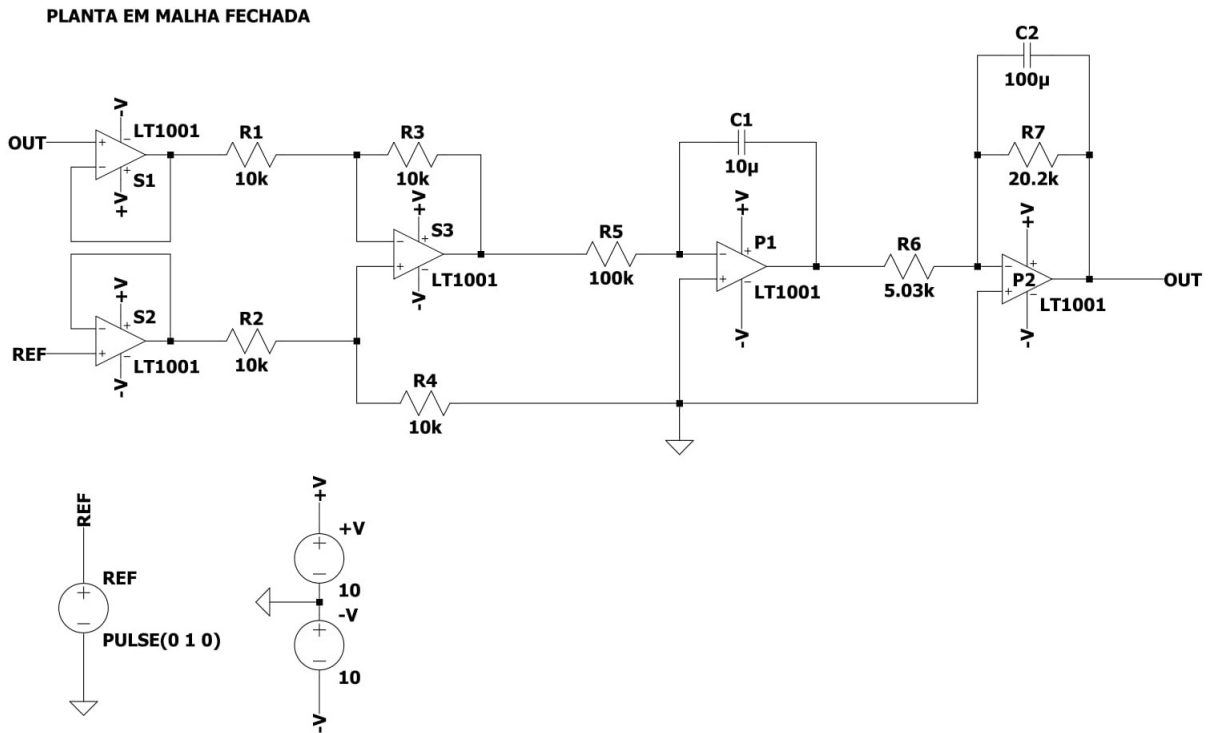 PLANTA EM MALHA FECHADA
C2
100µ
-V
OUT
LT1001
R1
10k
R3
10k
C1
10µ
R7
20.2k
S1
+V
+V
S3
LT1001
-V
R5
100k
+V
P1
LT1001
-V
R6
5.03k
+V
P2
LT1001
-V
OUT
+V
S2
REF
LT1001
-V
R2
10k
R4
10k
REF
REF
PULSE(0 1 0)
+V
+V
10
-V
10
-V